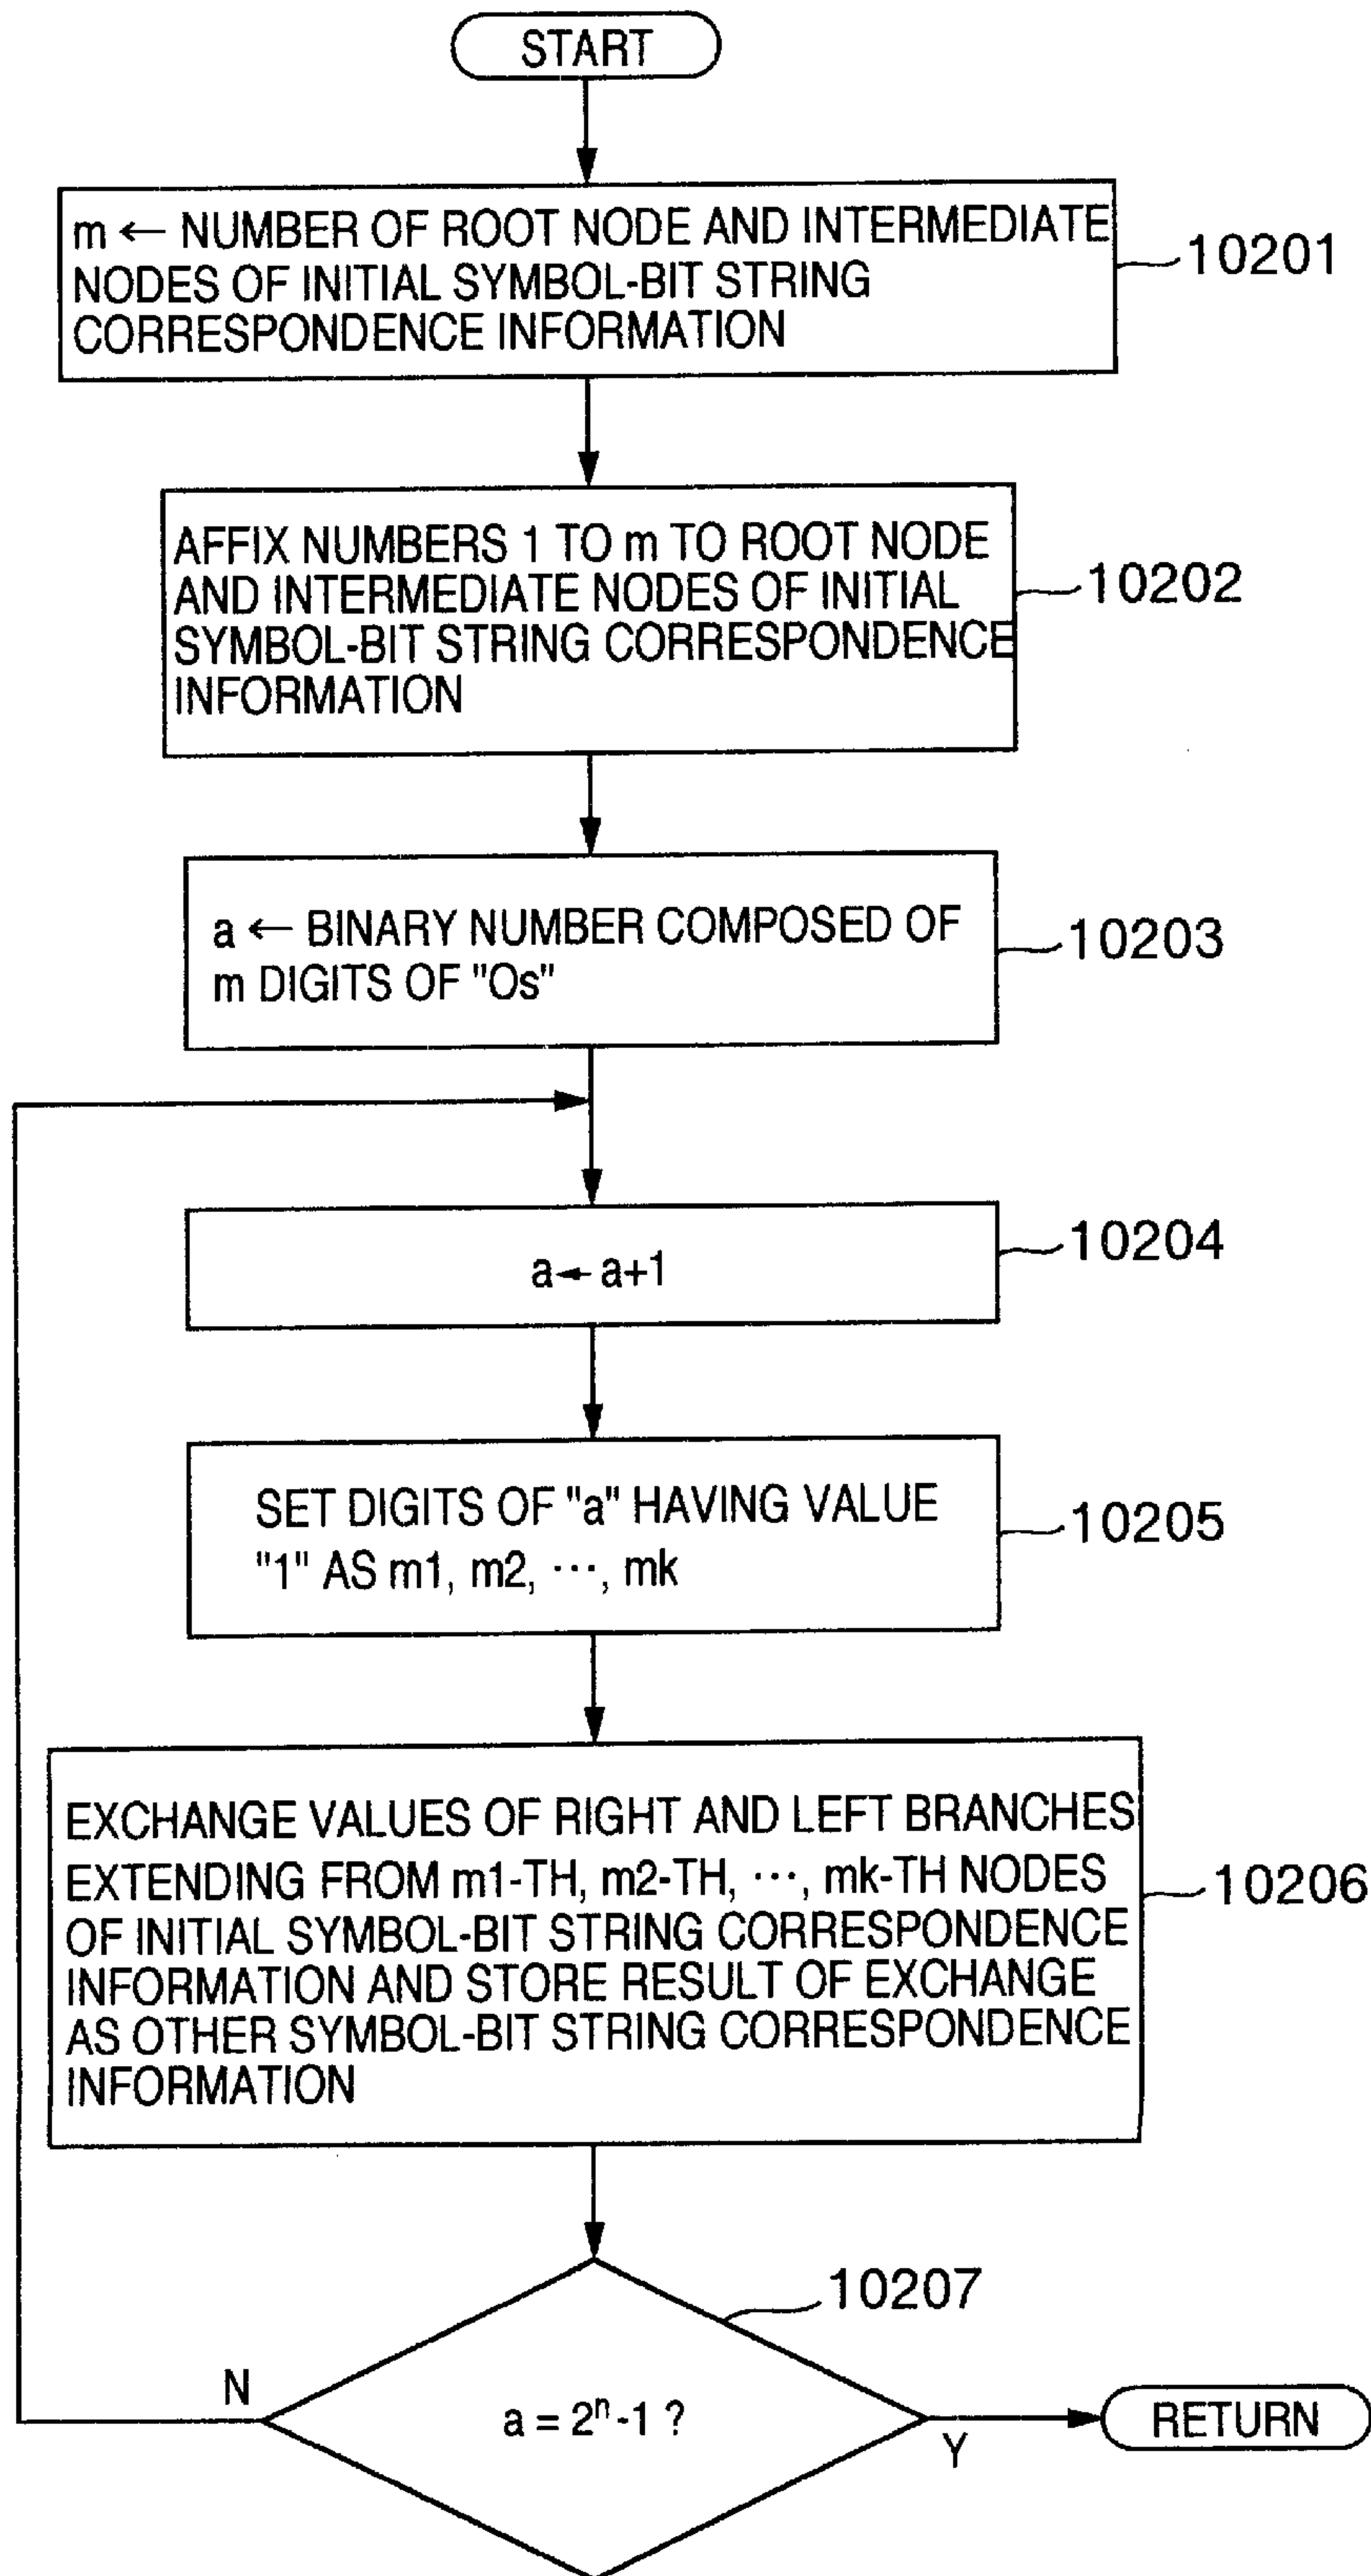 START
m ← NUMBER OF ROOT NODE AND INTERMEDIATE
NODES OF INITIAL SYMBOL-BIT STRING
CORRESPONDENCE INFORMATION
10201
AFFIX NUMBERS 1 TO m TO ROOT NODE
AND INTERMEDIATE NODES OF INITIAL
SYMBOL-BIT STRING CORRESPONDENCE
INFORMATION
10202
a ← BINARY NUMBER COMPOSED OF
m DIGITS OF "Os"
10203
a ← a+1
10204
SET DIGITS OF "a" HAVING VALUE
"1" AS m1, m2, ···, mk
10205
EXCHANGE VALUES OF RIGHT AND LEFT BRANCHES
EXTENDING FROM m1-TH, m2-TH, ···, mk-TH NODES
OF INITIAL SYMBOL-BIT STRING CORRESPONDENCE
INFORMATION AND STORE RESULT OF EXCHANGE
AS OTHER SYMBOL-BIT STRING CORRESPONDENCE
INFORMATION
10206
10207
N
a = 2ⁿ-1 ?
Y
RETURN